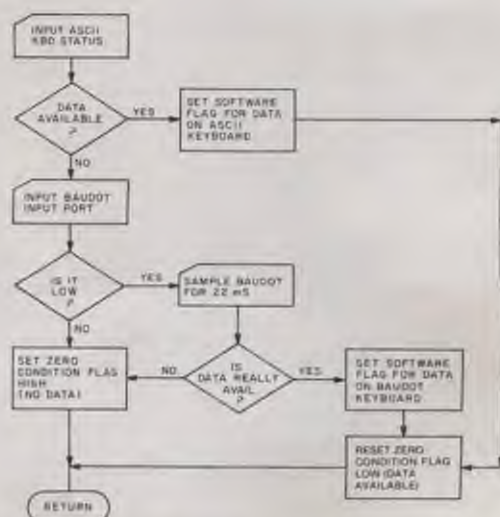 INPUT ASCII
KBD STATUS
DATA
AVAILABLE
?
YES
SET SOFTWARE
FLAG FOR DATA
ON ASCII
KEYBOARD
NO
INPUT BAUDOT
INPUT PORT
IS IT
LOW
?
YES
SAMPLE BAUDOT
FOR 22 mS
NO
SET ZERO
CONDITION FLAG
HIGH
(NO DATA)
NO
IS
DATA REALLY
AVAIL
?
YES
SET SOFTWARE
FLAG FOR DATA
ON BAUDOT
KEYBOARD
RESET ZERO
CONDITION FLAG
LOW (DATA
AVAILABLE)
RETURN